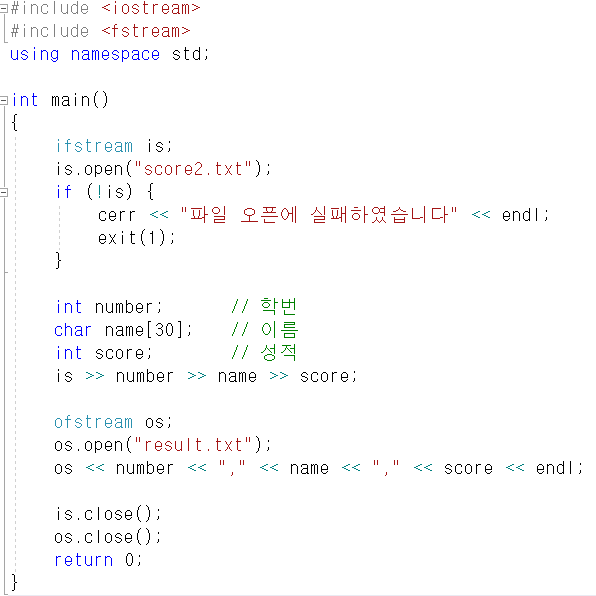 #include <iostream>
#include <fstream>
using namespace std;
int main()
{
ifstream is;
is.open("score2.txt");
if (!is) {
cerr << "파일 오픈에 실패하였습니다" << endl;
exit(1);
}
int number; // 학번
char name[30]; // 이름
int score; // 성적
is >> number >> name >> score;
ofstream os;
os.open("result.txt");
os << number << "," << name << "," << score << endl;
is.close();
os.close();
return 0;
}